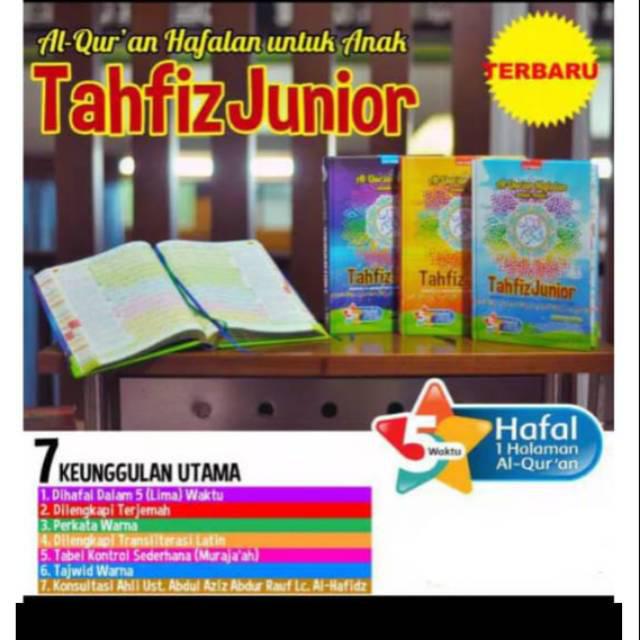 Al-Qur'an Hafalan untuk Anak
TahfizJunior
TERBARU
Tahfiz
Tahfiz
TahfizJunior
5 Waktu
Hafal
1 Halaman
Al-Qur'an
7 KEUNGGULAN UTAMA
1. Dihafal Dalam 5 (Lima) Waktu
2. Dilengkapi Terjemah
3. Perkata Warna
4. Dilengkapi Transliterasi Latin
5. Tabel Kontrol Sederhana (Muraja'ah)
6. Tajwid Warna
7. Konsultasi Ahli Ust. Abdul Aziz Abdur Rauf Lc. Al-Hafidz